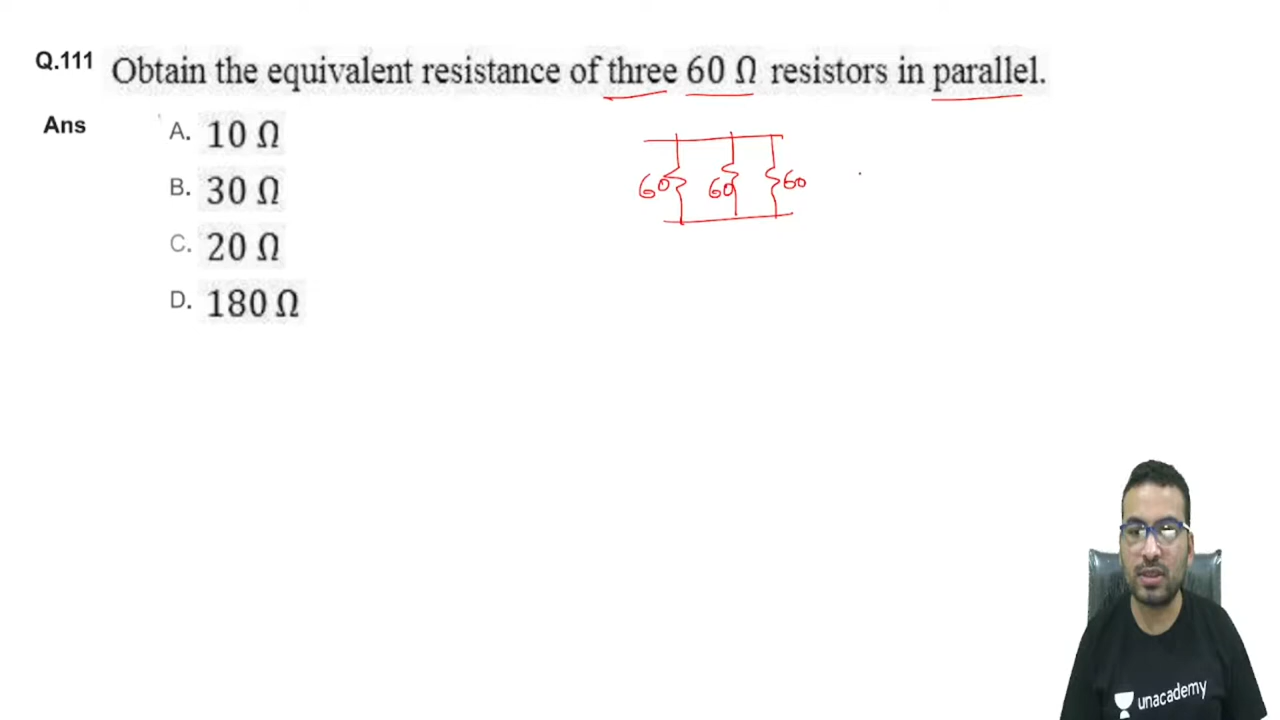 Q.111 Obtain the equivalent resistance of three 60 Ω resistors in parallel.
Ans
A. 10 Ω
B. 30 Ω
C. 20 Ω
D. 180 Ω
60 60 60
unacademy